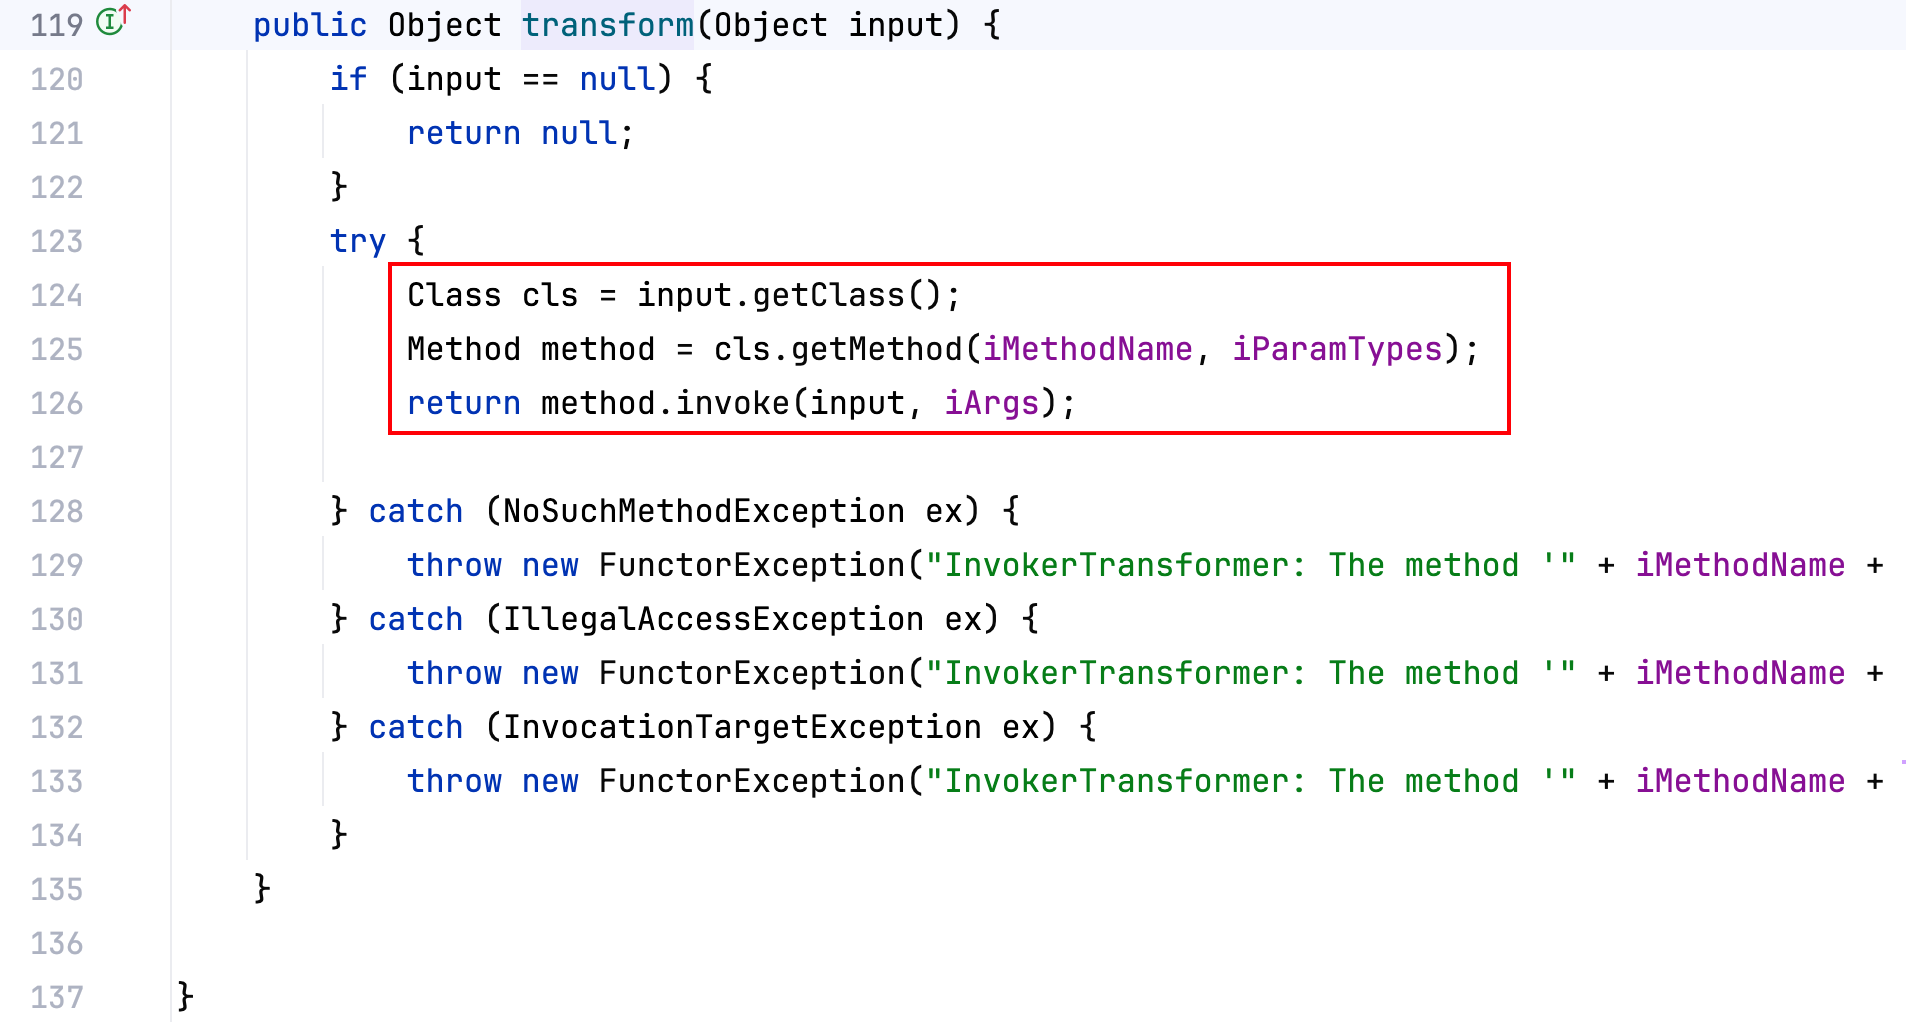 119 public Object transform(Object input) {
120 if (input == null) {
121 return null;
122 }
123 try {
124 Class cls = input.getClass();
125 Method method = cls.getMethod(iMethodName, iParamTypes);
126 return method.invoke(input, iArgs);
127
128 } catch (NoSuchMethodException ex) {
129 throw new FunctorException("InvokerTransformer: The method '" + iMethodName +
130 } catch (IllegalAccessException ex) {
131 throw new FunctorException("InvokerTransformer: The method '" + iMethodName +
132 } catch (InvocationTargetException ex) {
133 throw new FunctorException("InvokerTransformer: The method '" + iMethodName +
134 }
135 }
136
137 }